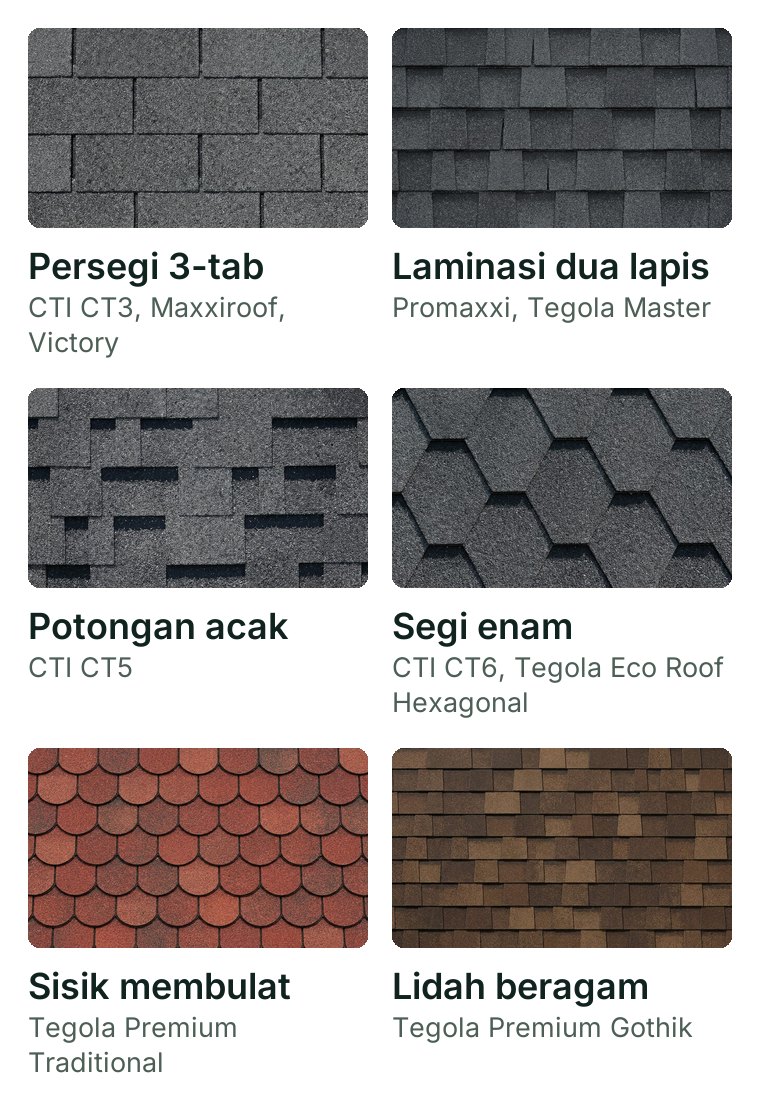 Persegi 3-tab
CTI CT3, Maxxiroof,
Victory
Laminasi dua lapis
Promaxxi, Tegola Master
Potongan acak
CTI CT5
Segi enam
CTI CT6, Tegola Eco Roof
Hexagonal
Sisik membulat
Tegola Premium
Traditional
Lidah beragam
Tegola Premium Gothik